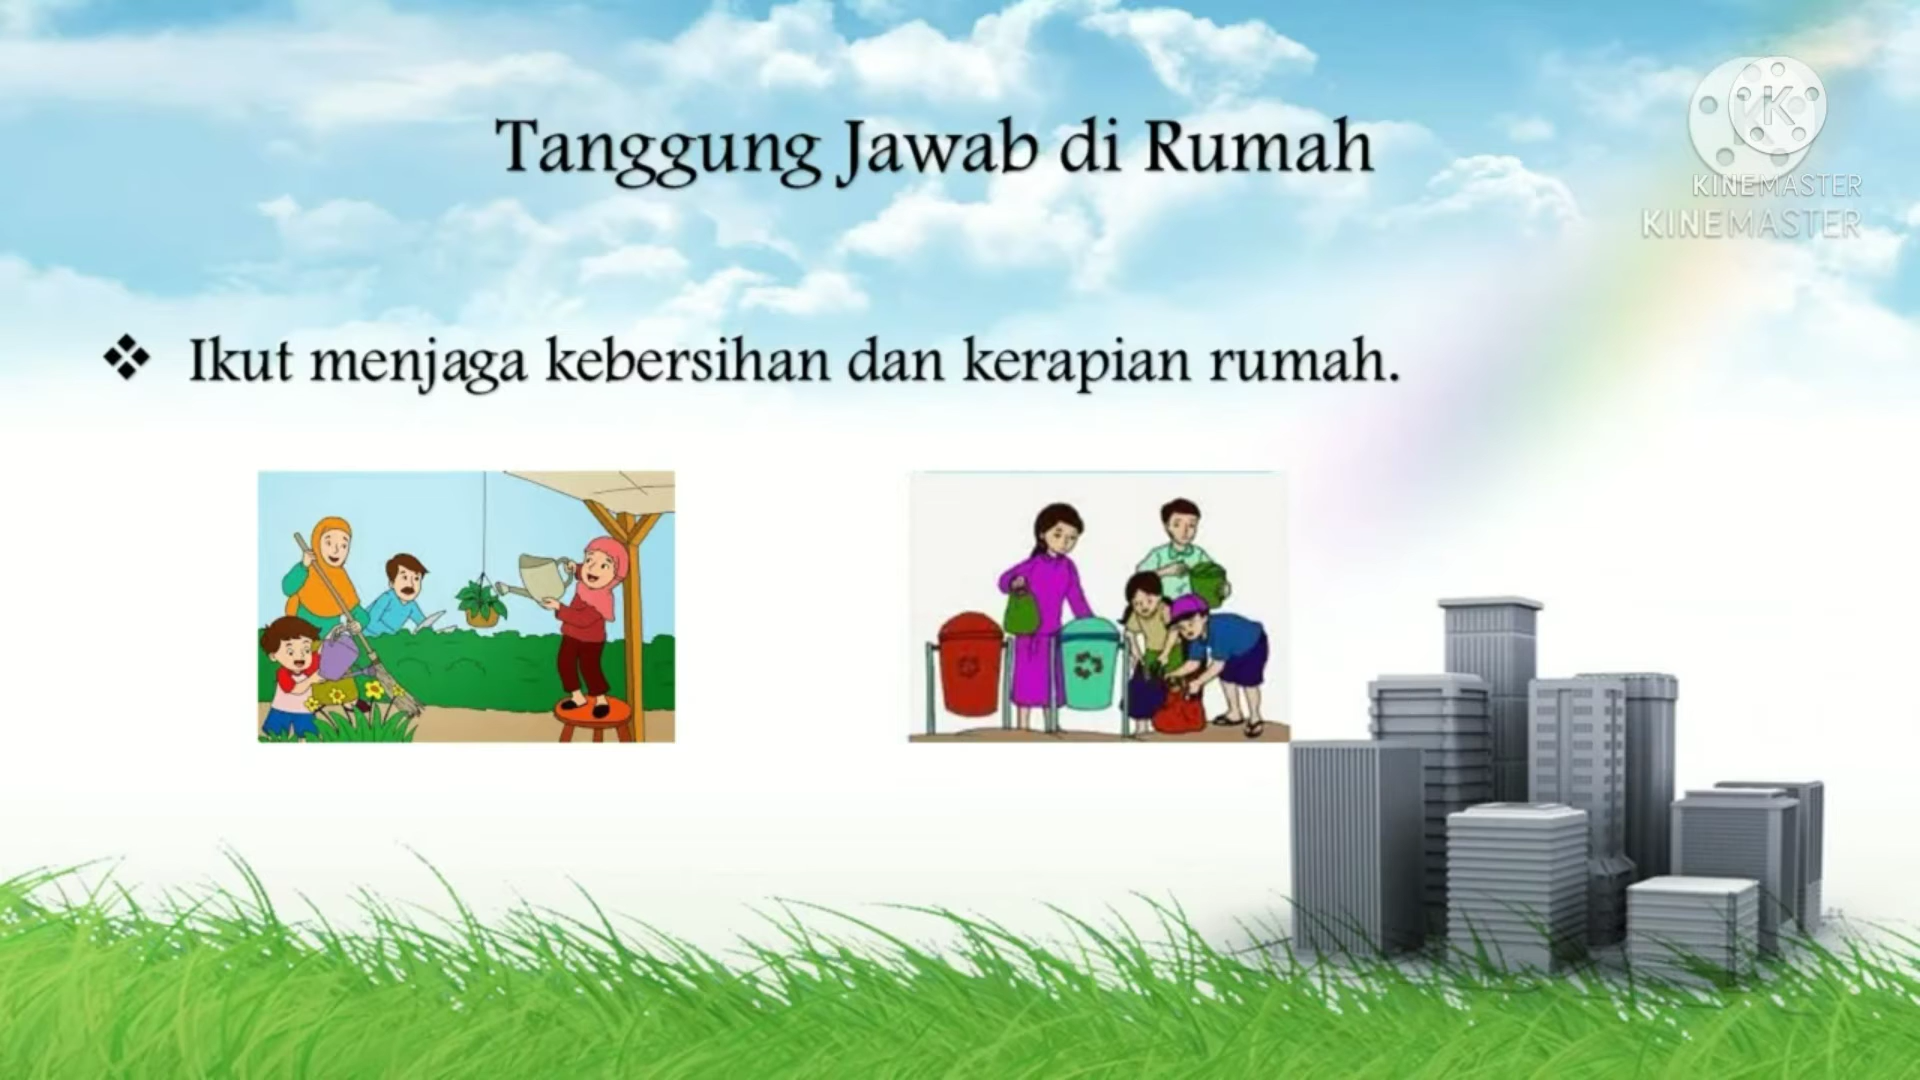 Tanggung Jawab di Rumah
K
KINEMASTER
KINEMASTER
❖ Ikut menjaga kebersihan dan kerapian rumah.